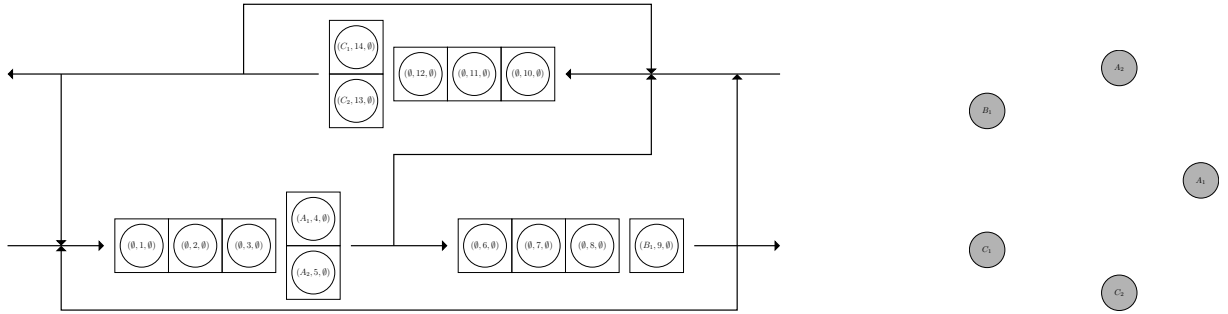 (C₁, 14, ∅)
(∅, 12, ∅) (∅, 11, ∅) (∅, 10, ∅)
(C₂, 13, ∅)
(A₁, 4, ∅)
(∅, 1, ∅) (∅, 2, ∅) (∅, 3, ∅)
(∅, 6, ∅) (∅, 7, ∅) (∅, 8, ∅) (B₁, 9, ∅)
(A₂, 5, ∅)
A₂
B₁
A₁
C₁
C₂